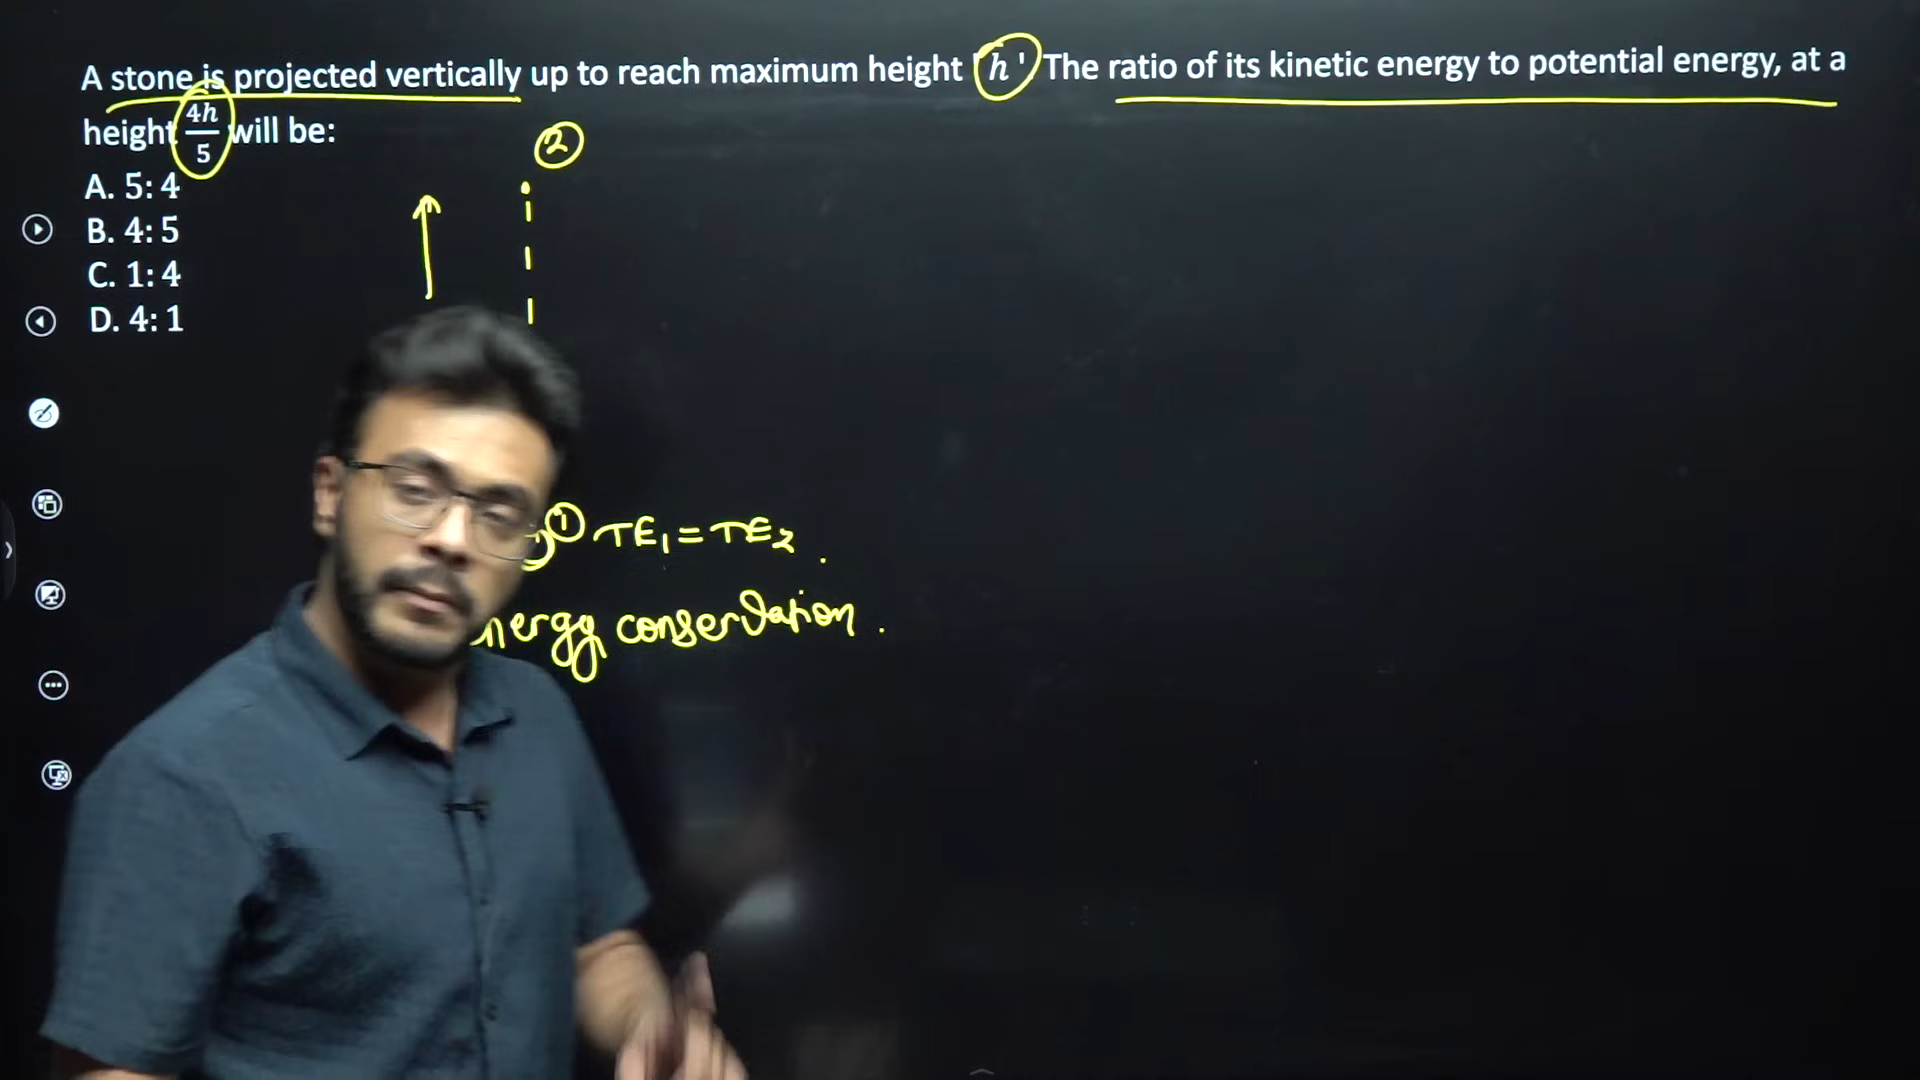 A stone is projected vertically up to reach maximum height 'h'. The ratio of its kinetic energy to potential energy, at a
height 4h/5 will be:
A. 5:4
B. 4:5
C. 1:4
D. 4:1
2
1 TE₁ = TE₂.
conservation.